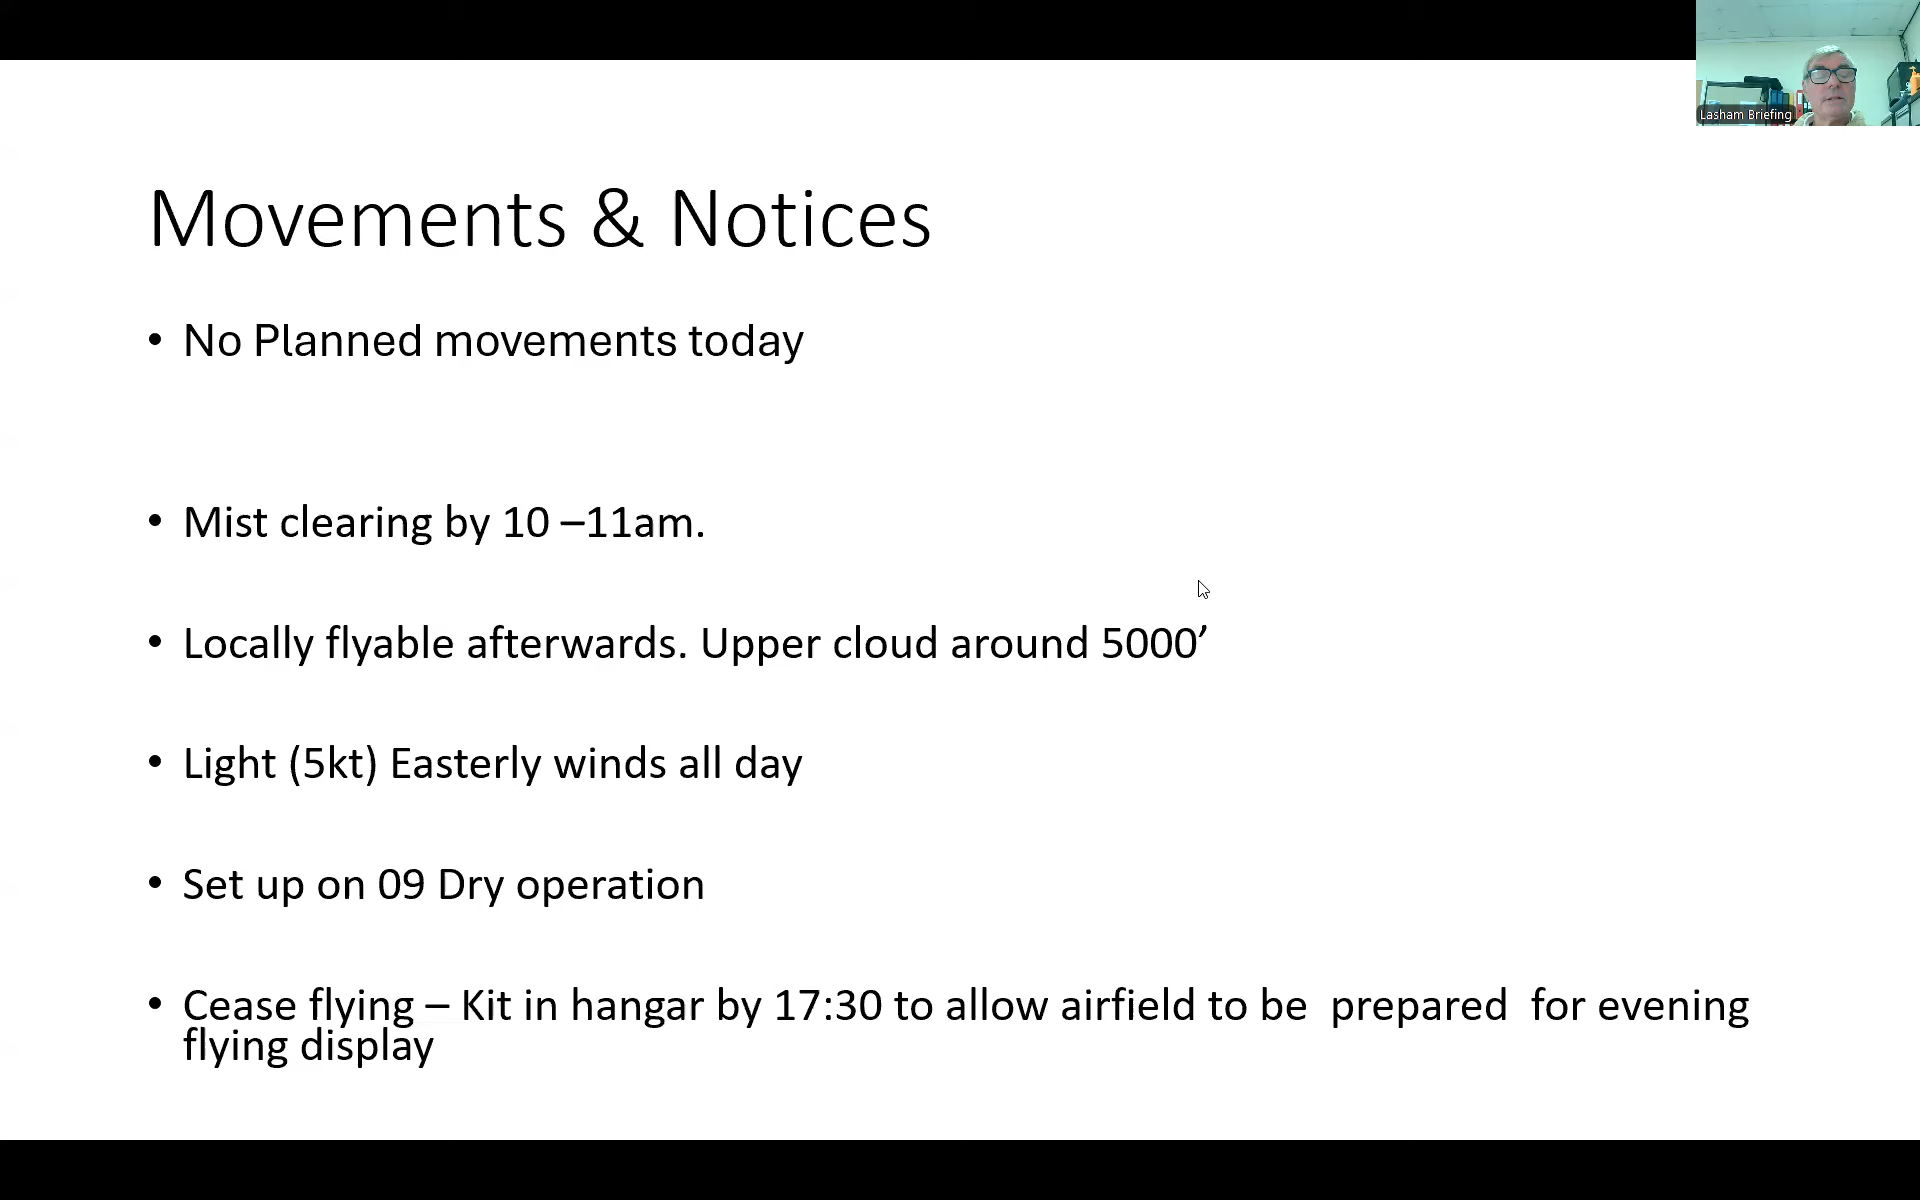 Lasham Briefing
Movements & Notices
• No Planned movements today
• Mist clearing by 10 –11am.
• Locally flyable afterwards. Upper cloud around 5000’
• Light (5kt) Easterly winds all day
• Set up on 09 Dry operation
• Cease flying – Kit in hangar by 17:30 to allow airfield to be  prepared  for evening
flying display